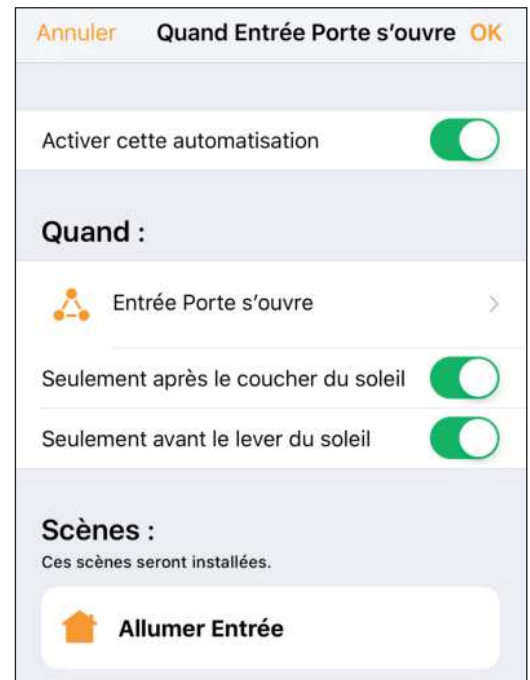 Annuler Quand Entrée Porte s’ouvre OK
Activer cette automatisation
Quand :
Entrée Porte s’ouvre
Seulement après le coucher du soleil
Seulement avant le lever du soleil
Scènes :
Ces scènes seront installées.
Allumer Entrée